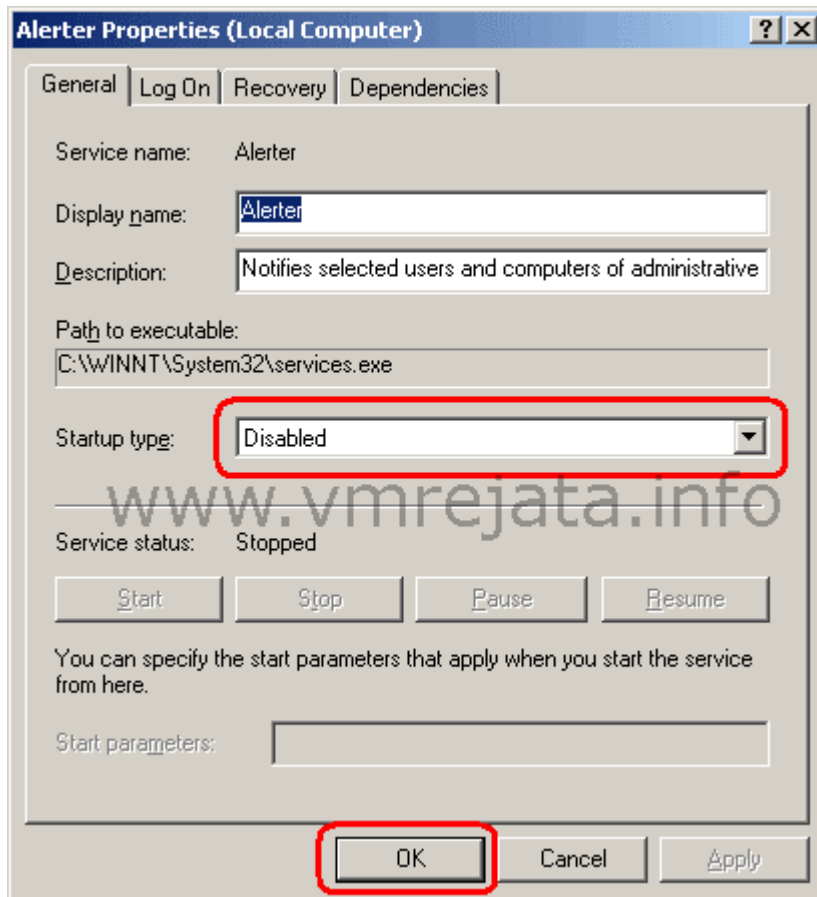 Alerter Properties (Local Computer)
General Log On Recovery Dependencies
Service name: Alerter
Display name: Alerter
Description: Notifies selected users and computers of administrative
Path to executable:
C:\WINNT\System32\services.exe
Startup type: Disabled
www.vmrejata.info
Service status: Stopped
Start Stop Pause Resume
You can specify the start parameters that apply when you start the service
from here.
Start parameters:
OK Cancel Apply